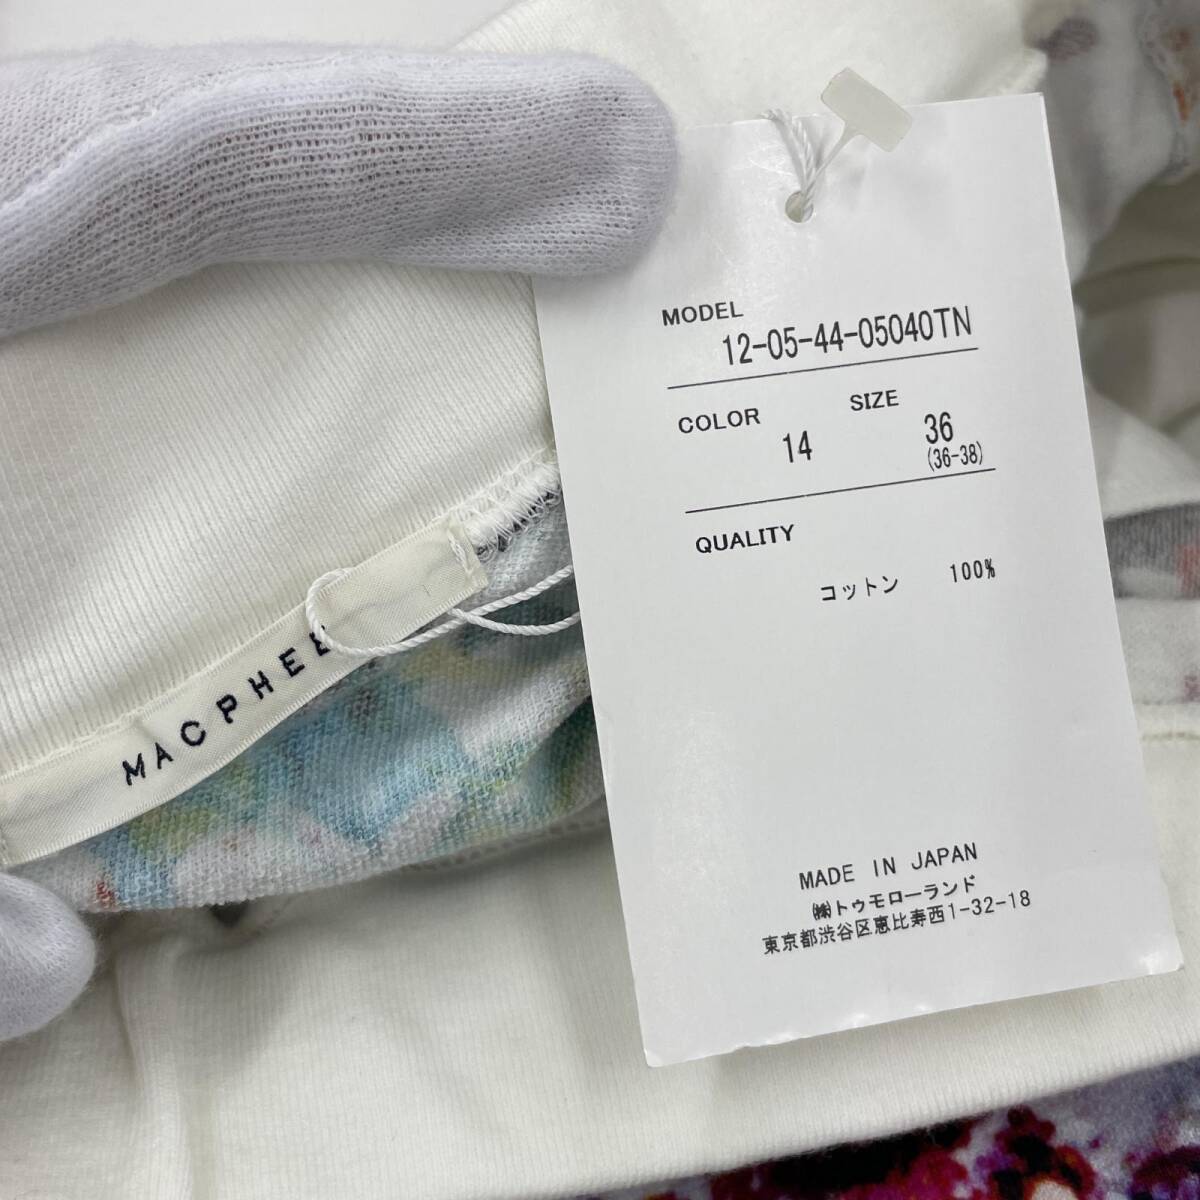 MACPHEE
MODEL
12-05-44-05040TN
COLOR
14
SIZE
36
(36-38)
QUALITY
コットン 100%
MADE IN JAPAN
㈱トゥモローランド
東京都渋谷区恵比寿西1-32-18